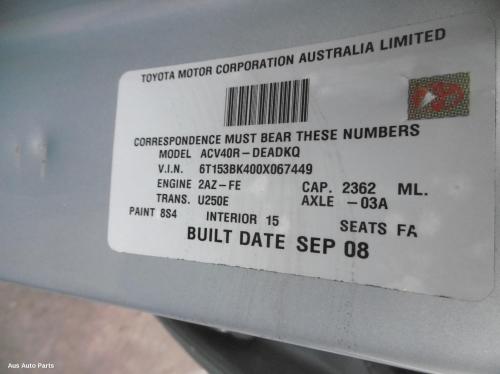 TOYOTA MOTOR CORPORATION AUSTRALIA LIMITED
CORRESPONDENCE MUST BEAR THESE NUMBERS
MODEL ACV40R-DEADKQ
V.I.N. 6T153BK400X067449
ENGINE 2AZ-FE CAP. 2362 ML.
TRANS. U250E AXLE -03A
PAINT 8S4 INTERIOR 15 SEATS FA
BUILT DATE SEP 08
Aus Auto Parts